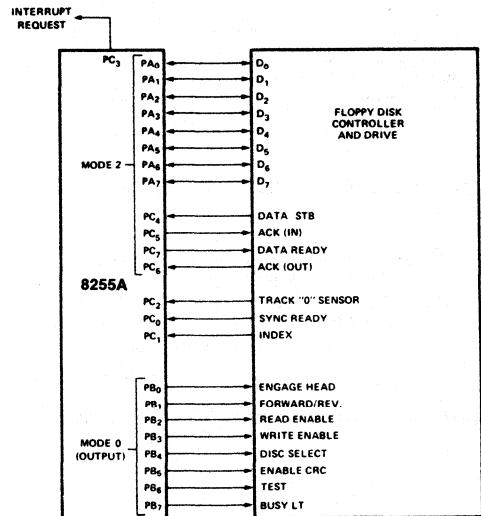 INTERRUPT
REQUEST
PC3
PA0 D0
PA1 D1
PA2 D2
PA3 D3
PA4 D4
PA5 D5
PA6 D6
PA7 D7
FLOPPY DISK
CONTROLLER
AND DRIVE
MODE 2
PC4 DATA STB
PC5 ACK (IN)
PC7 DATA READY
PC6 ACK (OUT)
8255A
PC2 TRACK "0" SENSOR
PC0 SYNC READY
PC1 INDEX
PB0 ENGAGE HEAD
PB1 FORWARD/REV.
PB2 READ ENABLE
PB3 WRITE ENABLE
MODE 0
(OUTPUT)
PB4 DISC SELECT
PB5 ENABLE CRC
PB6 TEST
PB7 BUSY LT